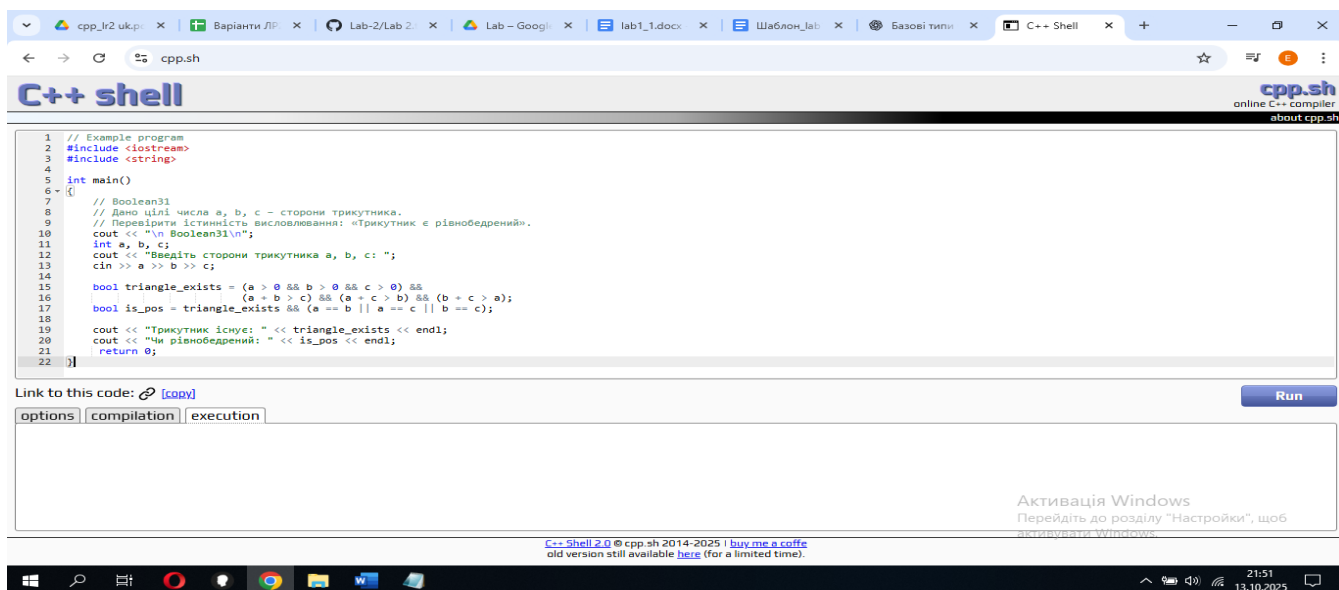 cpp_lr2 uk.pd
Варіанти ЛР
Lab-2/Lab 2.
Lab – Google
lab1_1.docx
Шаблон_lab
Базові типи
C++ Shell
cpp.sh
E
C++ shell
cpp.sh
online C++ compiler
about cpp.sh
1 // Example program
2 #include <iostream>
3 #include <string>
4
5 int main()
6 {
7 // Boolean31
8 // Дано цілі числа a, b, c – сторони трикутника.
9 // Перевірити істинність висловлювання: «Трикутник є рівнобедрений».
10 cout << "\n Boolean31\n";
11 int a, b, c;
12 cout << "Введіть сторони трикутника a, b, c: ";
13 cin >> a >> b >> c;
14
15 bool triangle_exists = (a > 0 && b > 0 && c > 0) &&
16 (a + b > c) && (a + c > b) && (b + c > a);
17 bool is_pos = triangle_exists && (a == b || a == c || b == c);
18
19 cout << "Трикутник існує: " << triangle_exists << endl;
20 cout << "Чи рівнобедрений: " << is_pos << endl;
21 return 0;
22 }
Link to this code: [copy]
Run
options compilation execution
Активація Windows
Перейдіть до розділу "Настройки", щоб
активувати Windows.
C++ Shell 2.0 © cpp.sh 2014-2025 | buy me a coffe
old version still available here (for a limited time).
21:51
13.10.2025